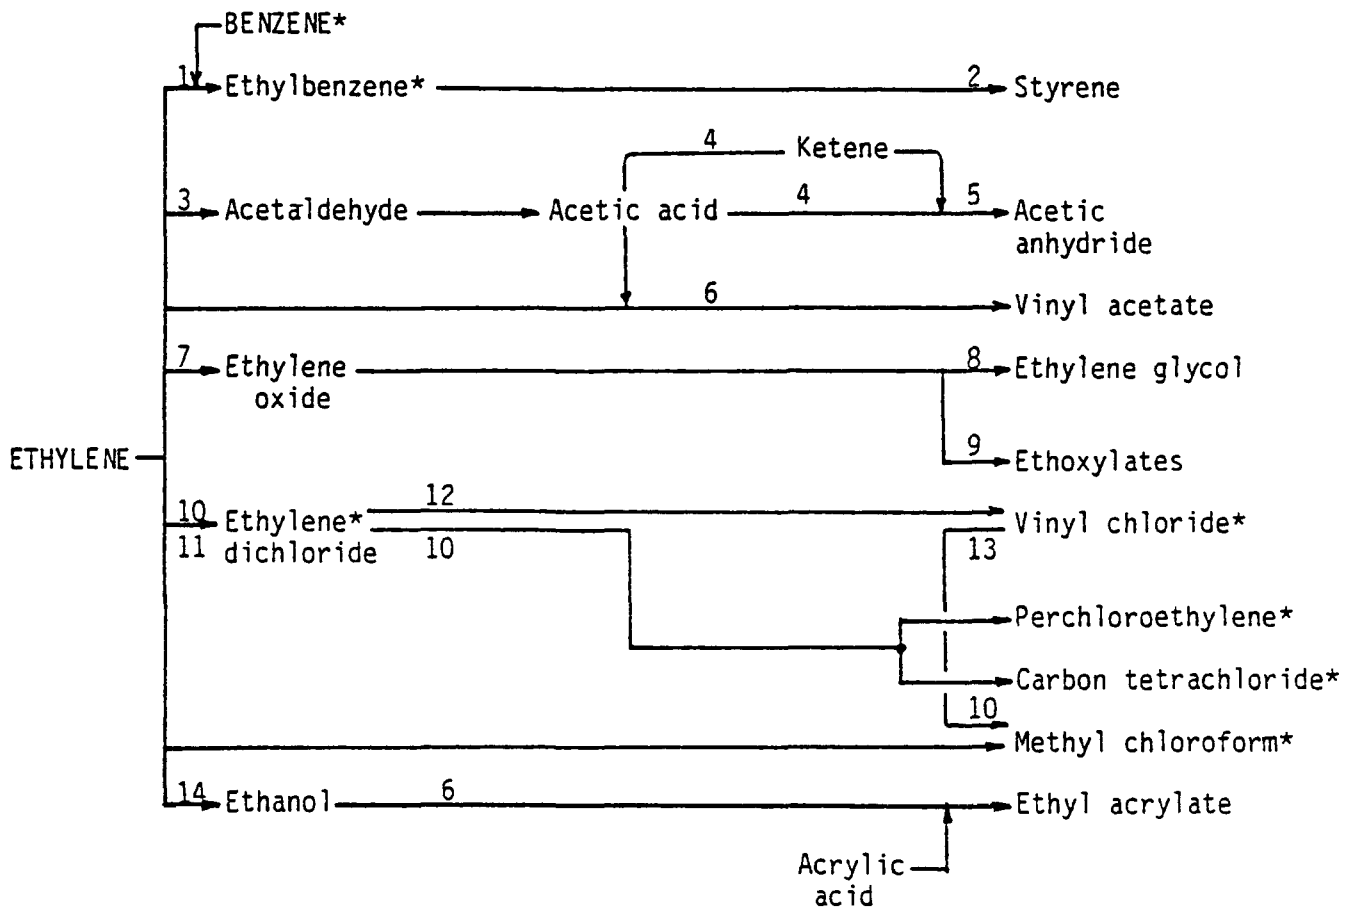 BENZENE*
1 Ethylbenzene* 2 Styrene
4 Ketene
3 Acetaldehyde Acetic acid 4 5 Acetic
anhydride
6 Vinyl acetate
7 Ethylene 8 Ethylene glycol
oxide
ETHYLENE 9 Ethoxylates
12
10 Ethylene* Vinyl chloride*
11 dichloride 10 13
Perchloroethylene*
Carbon tetrachloride*
10
Methyl chloroform*
14 Ethanol 6 Ethyl acrylate
Acrylic
acid